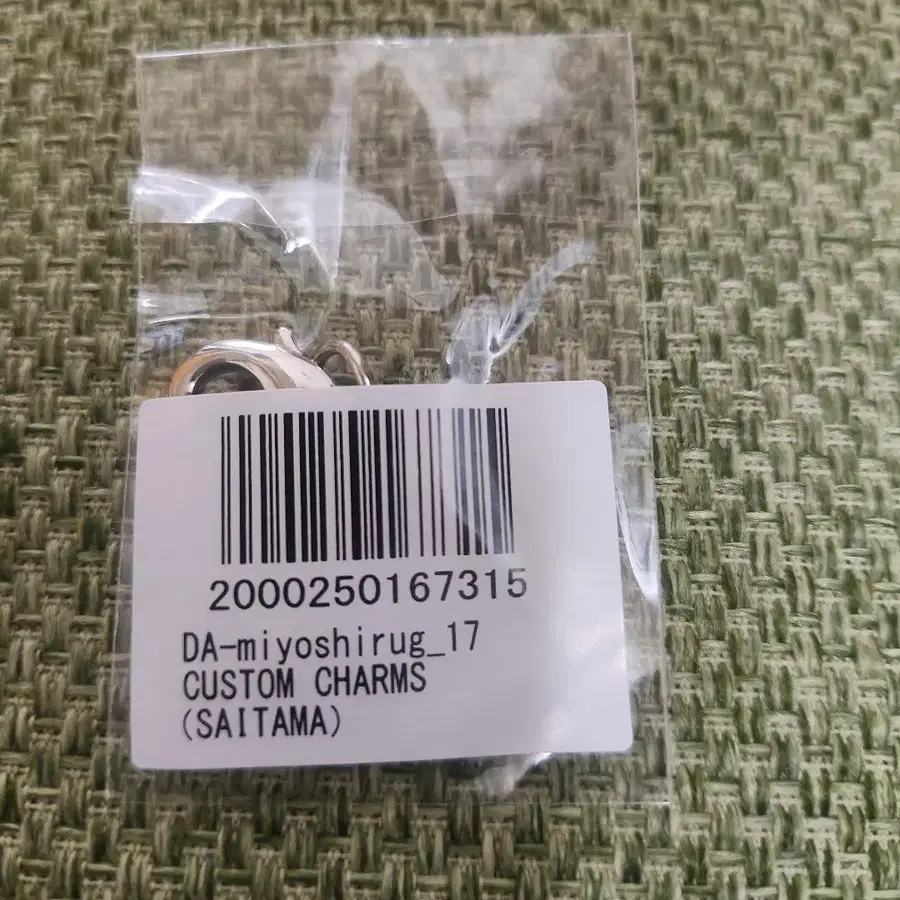 2000250167315
DA-miyoshirug_17
CUSTOM CHARMS
(SAITAMA)